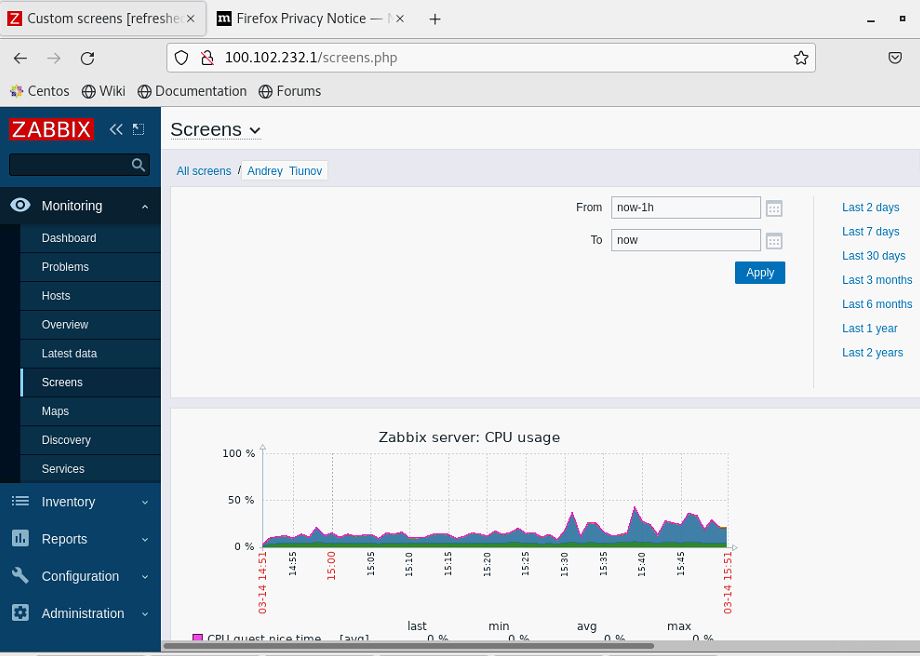 Custom screens [refreshed
Firefox Privacy Notice —
100.102.232.1/screens.php
Centos Wiki Documentation Forums
ZABBIX
Monitoring
Dashboard
Problems
Hosts
Overview
Latest data
Screens
Maps
Discovery
Services
Inventory
Reports
Configuration
Administration
Screens
All screens / Andrey Tiunov
From now-1h
To now
Apply
Last 2 days
Last 7 days
Last 30 days
Last 3 months
Last 6 months
Last 1 year
Last 2 years
Zabbix server: CPU usage
100 %
50 %
0 %
03-14 14:51 14:55 15:00 15:05 15:10 15:15 15:20 15:25 15:30 15:35 15:40 15:45 03-14 15:51
last min avg max
CPU guest nice time [avg] 0 % 0 % 0 % 0 %